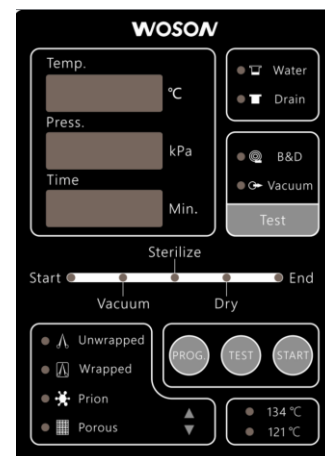 WOSON
Temp.
℃
Press.
kPa
Time
Min.
Water
Drain
B&D
Vacuum
Test
Sterilize
Start
End
Vacuum
Dry
Unwrapped
Wrapped
Prion
Porous
PROG.
TEST
START
134 ℃
121 ℃